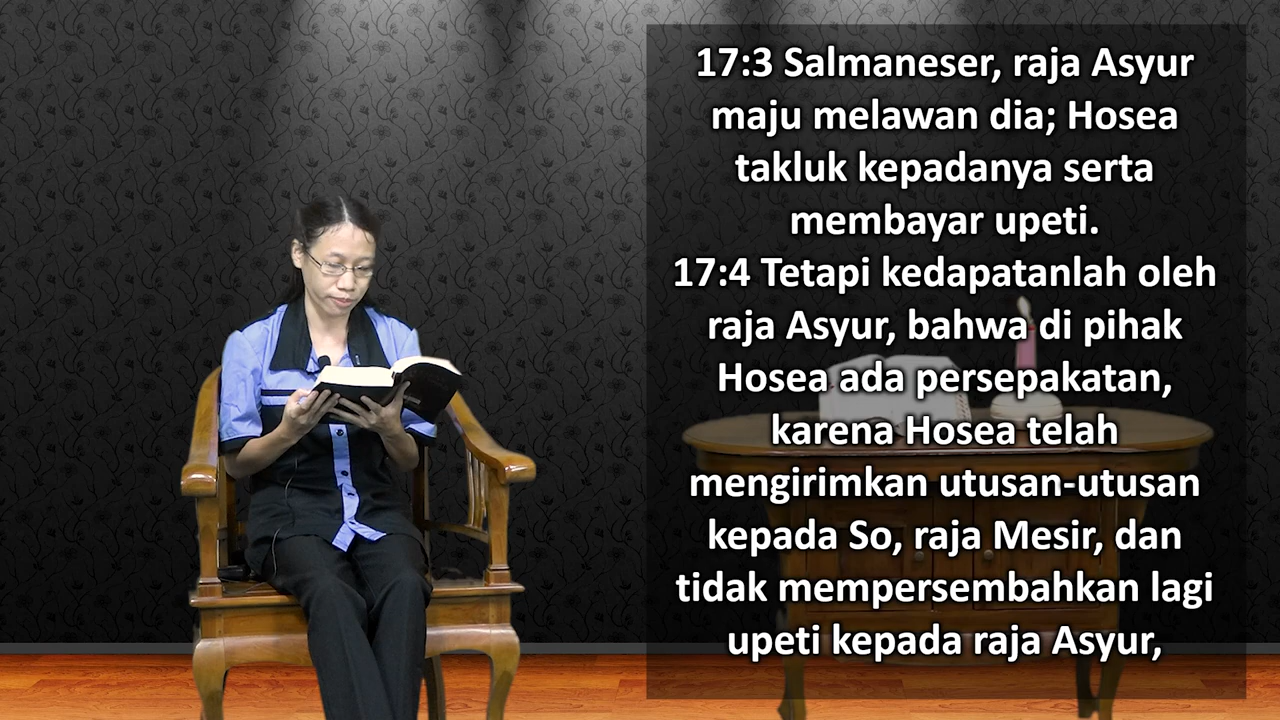 17:3 Salmaneser, raja Asyur
maju melawan dia; Hosea
takluk kepadanya serta
membayar upeti.
17:4 Tetapi kedapatanlah oleh
raja Asyur, bahwa di pihak
Hosea ada persepakatan,
karena Hosea telah
mengirimkan utusan-utusan
kepada So, raja Mesir, dan
tidak mempersembahkan lagi
upeti kepada raja Asyur,